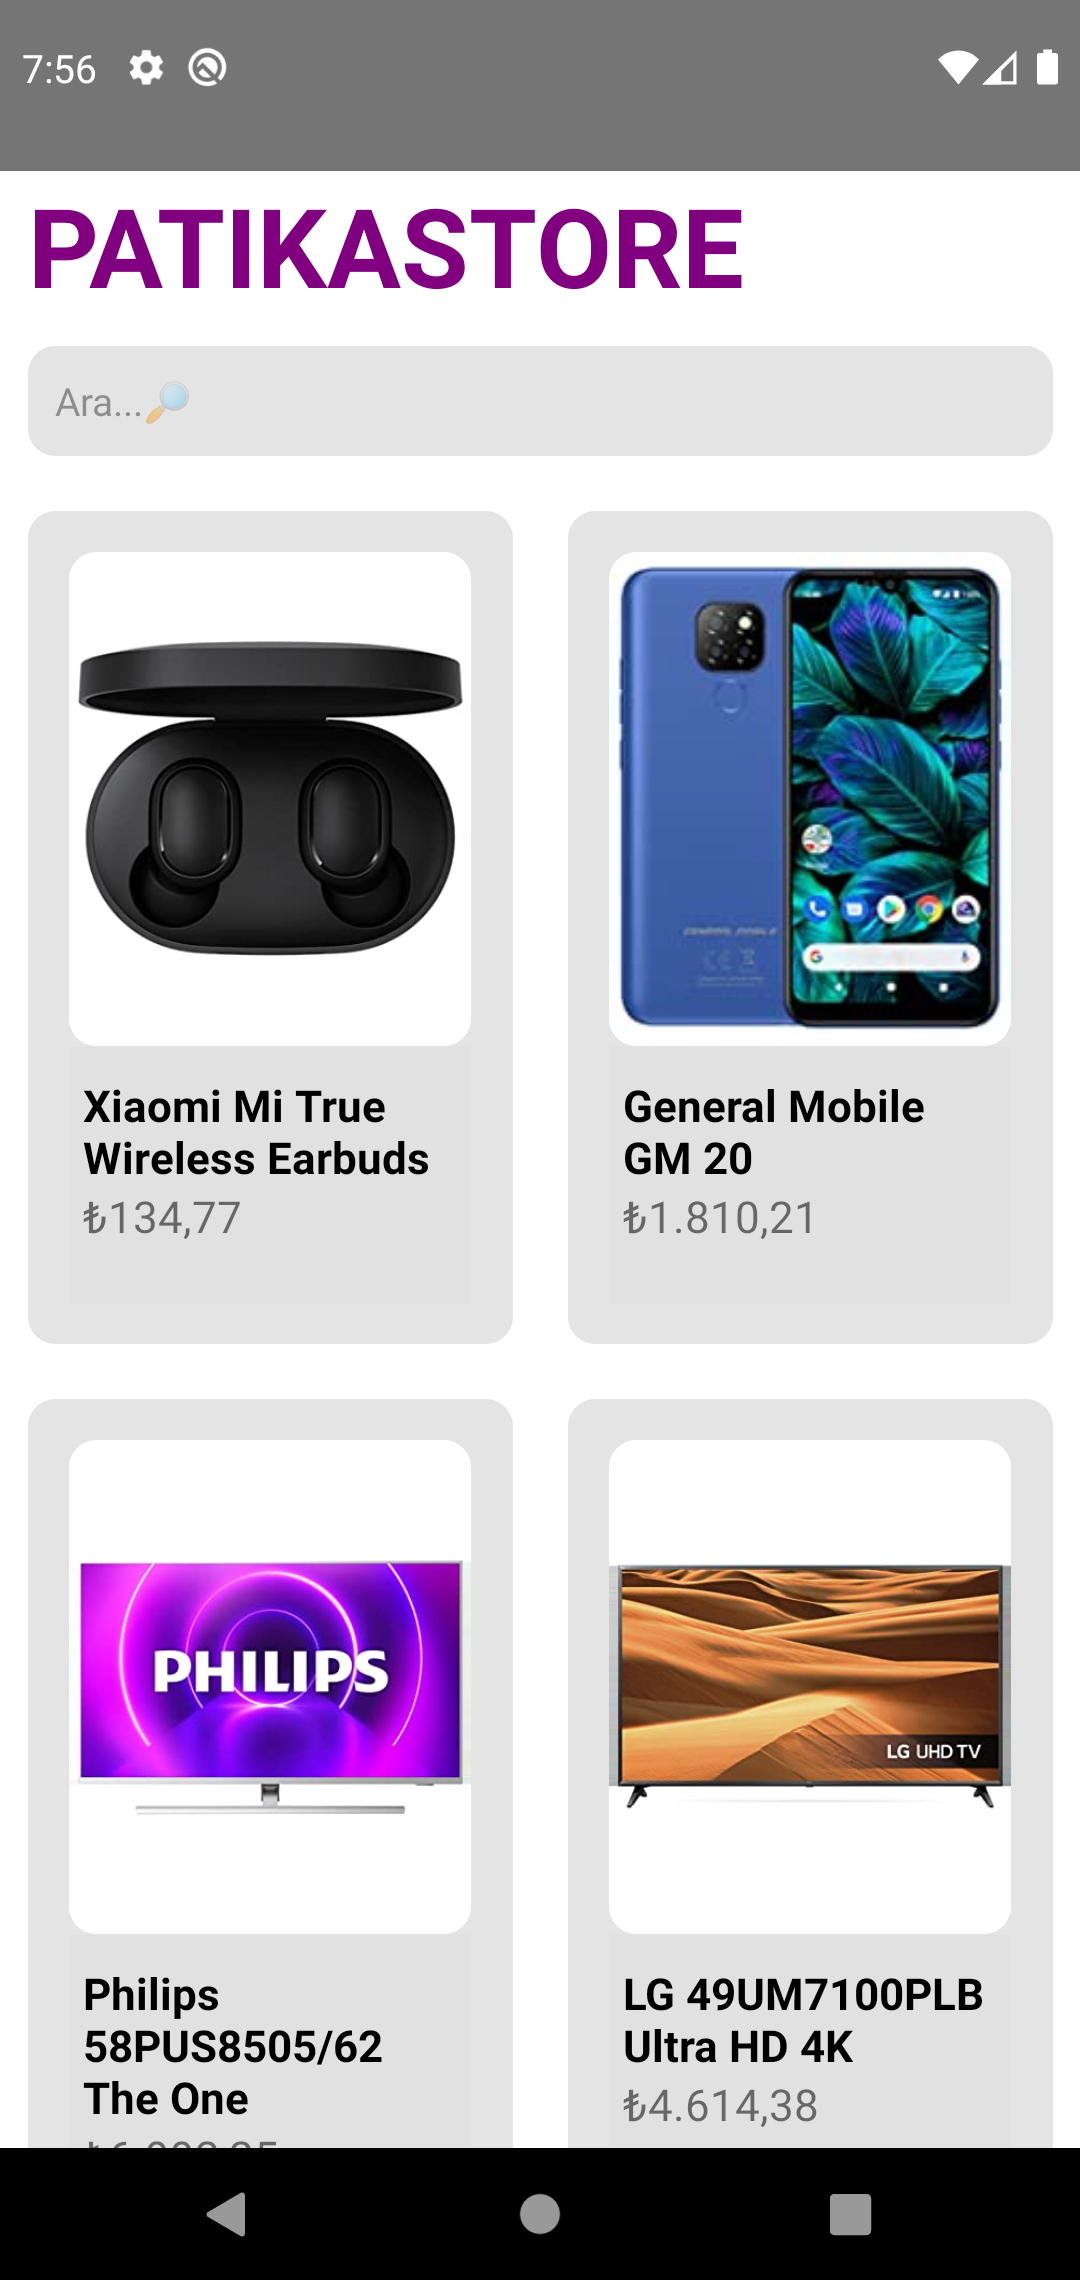 7:56
PATIKASTORE
Ara...🔎
Xiaomi Mi True
Wireless Earbuds
₺134,77
General Mobile
GM 20
₺1.810,21
PHILIPS
LG UHD TV
Philips
58PUS8505/62
The One
LG 49UM7100PLB
Ultra HD 4K
₺4.614,38